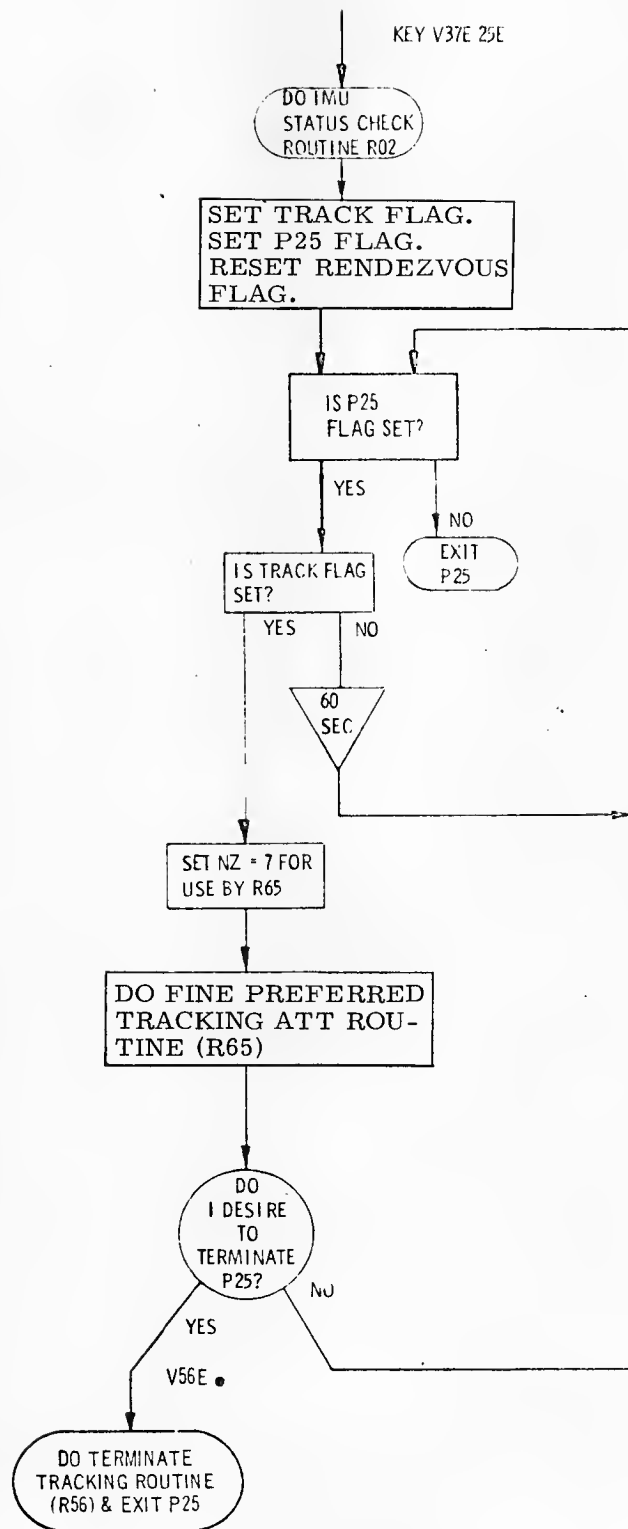 KEY V37E 25E
DO IMU
STATUS CHECK
ROUTINE R02
SET TRACK FLAG.
SET P25 FLAG.
RESET RENDEZVOUS
FLAG.
IS P25
FLAG SET?
YES
NO
EXIT
P25
IS TRACK FLAG
SET?
YES
NO
60
SEC
SET NZ = 7 FOR
USE BY R65
DO FINE PREFERRED
TRACKING ATT ROU-
TINE (R65)
DO
I DESIRE
TO
TERMINATE
P25?
NO
YES
V56E
DO TERMINATE
TRACKING ROUTINE
(R56) & EXIT P25